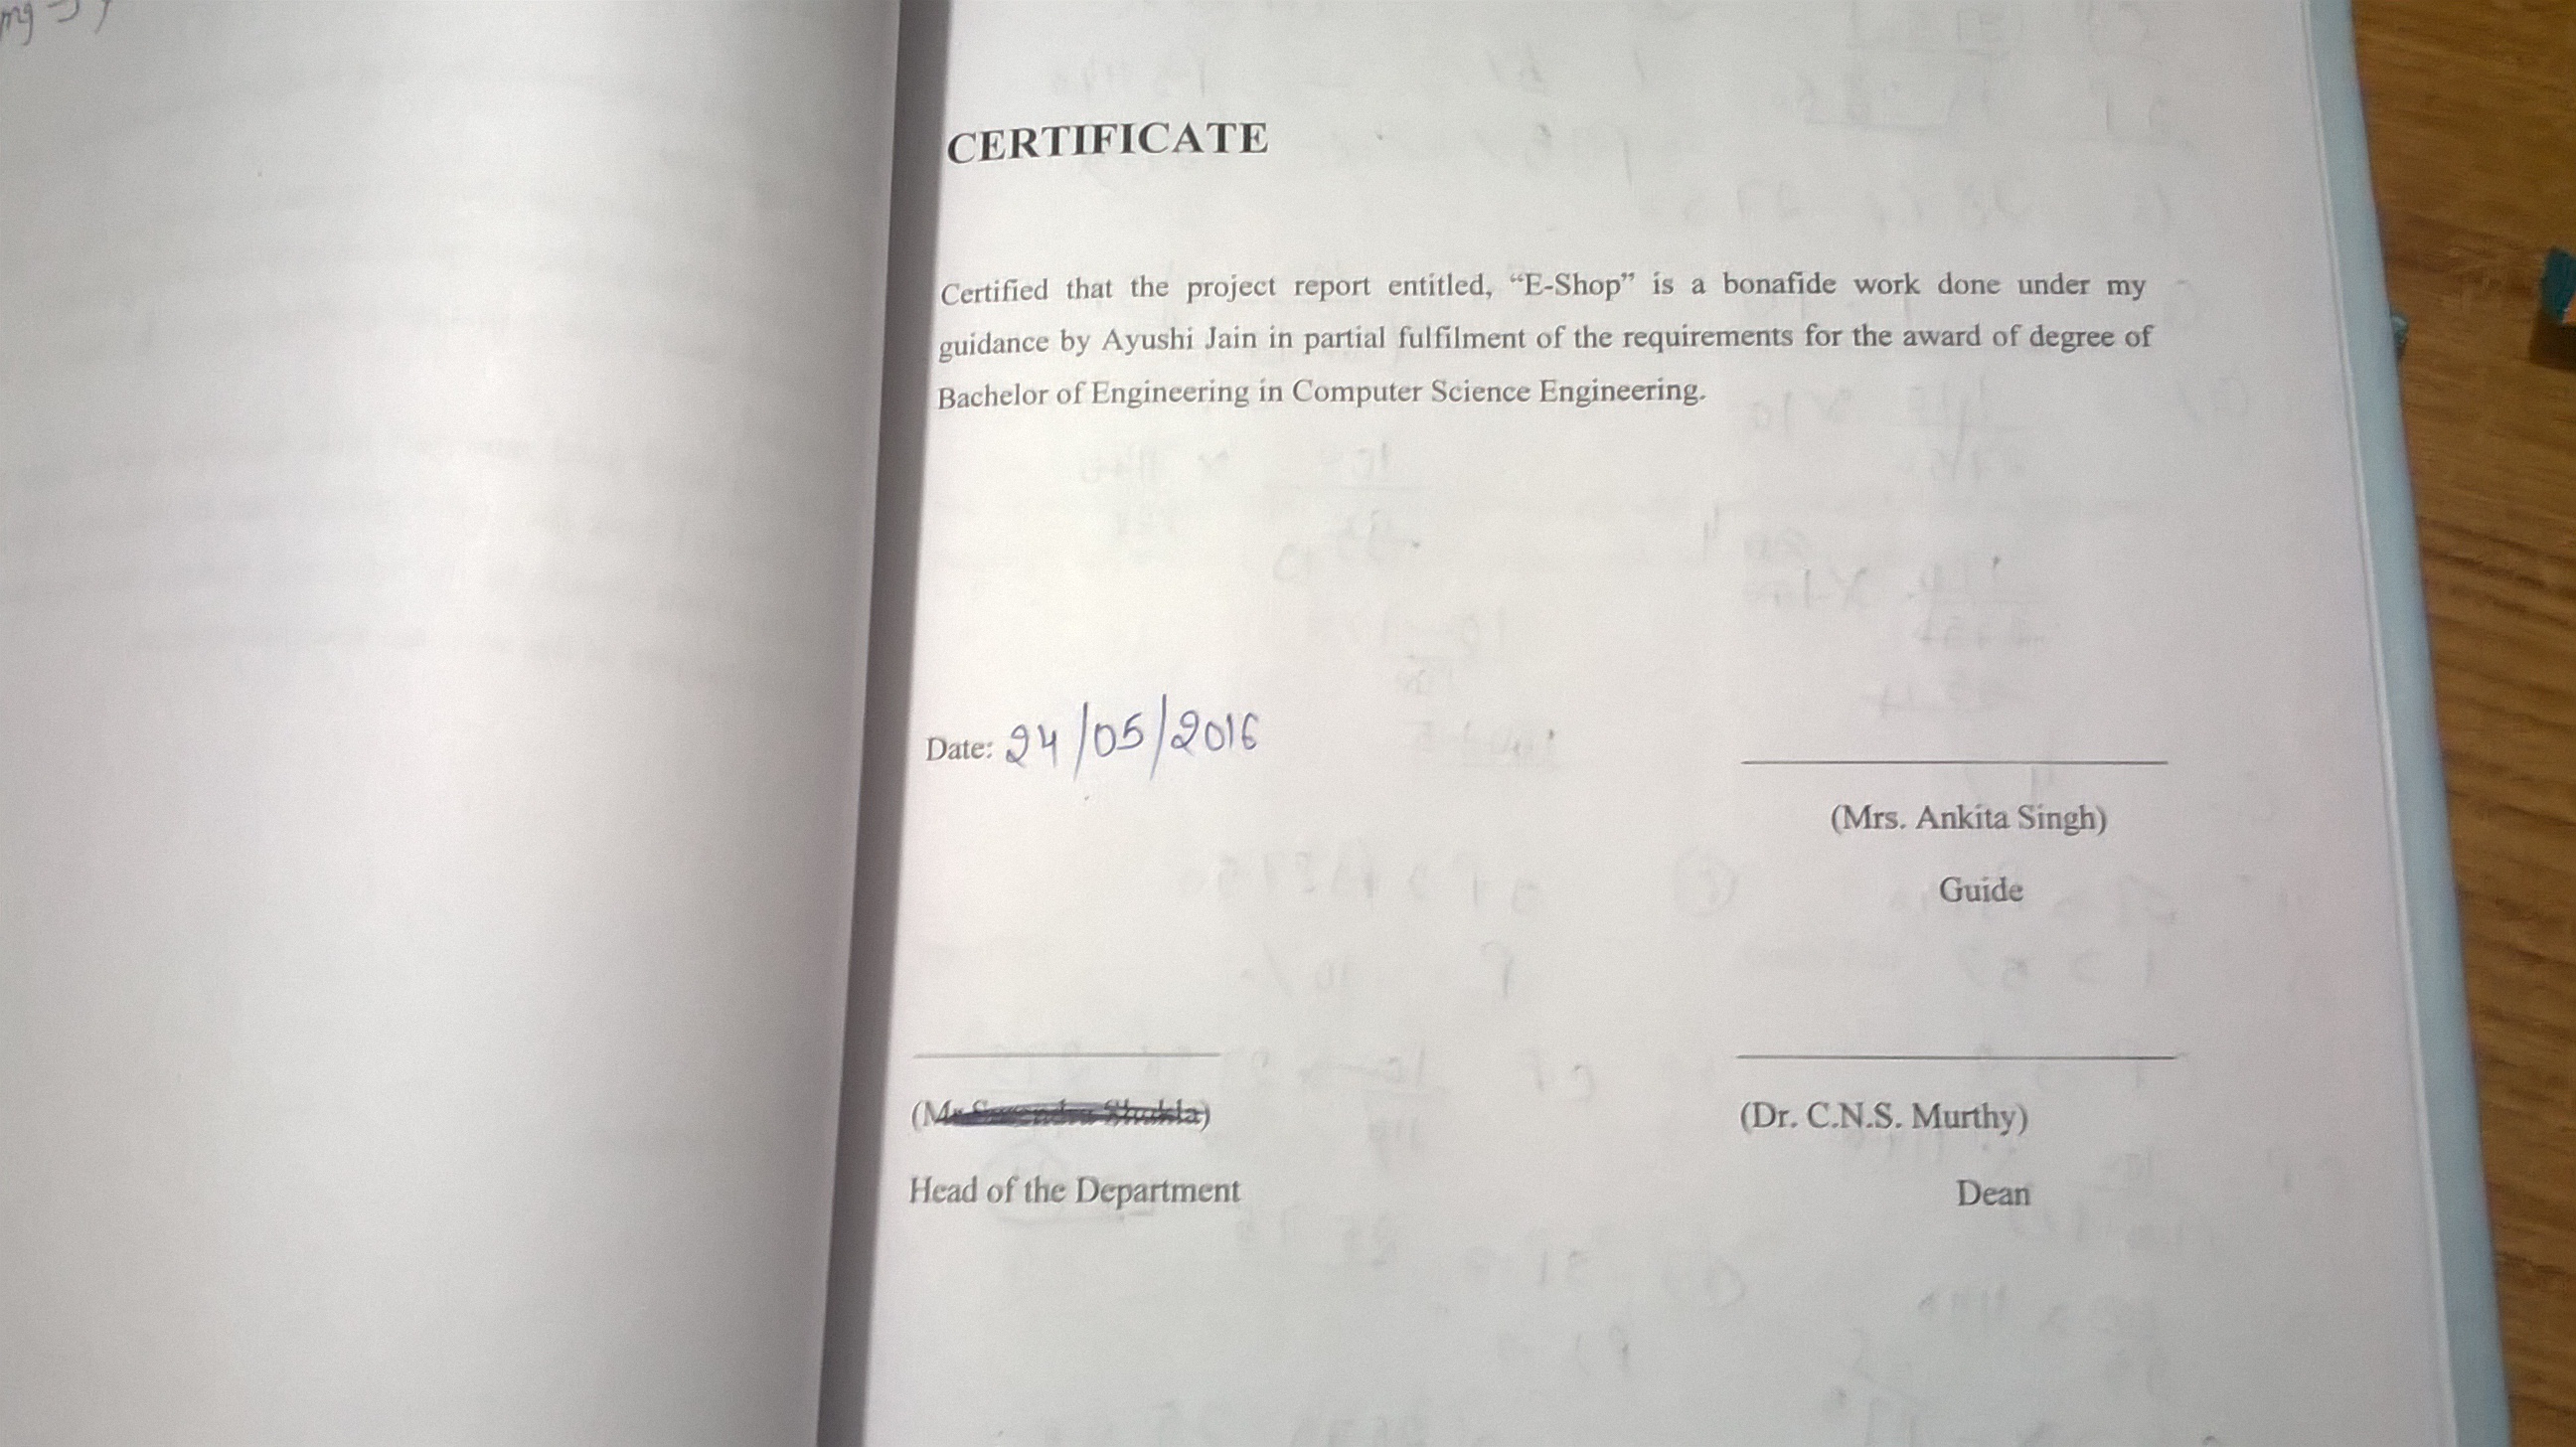 CERTIFICATE
Certified that the project report entitled, “E-Shop” is a bonafide work done under my
guidance by Ayushi Jain in partial fulfilment of the requirements for the award of degree of
Bachelor of Engineering in Computer Science Engineering.
Date: 24/05/2016
(Mrs. Ankita Singh)
Guide
(Dr. C.N.S. Murthy)
Head of the Department
Dean